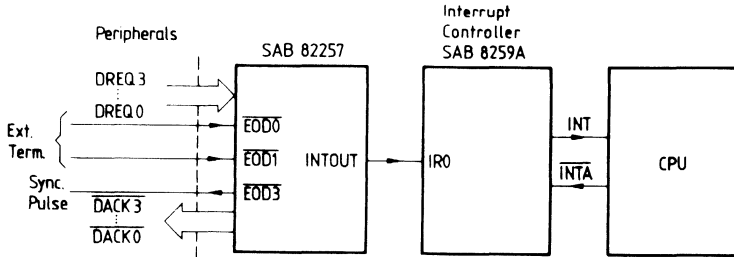 Peripherals
DREQ 3
DREQ 0
Ext.
Term.
Sync.
Pulse
DACK 3
DACK 0
SAB 82257
EOD0
EOD1
INTOUT
EOD3
Interrupt
Controller
SAB 8259A
IR0
INT
INTA
CPU